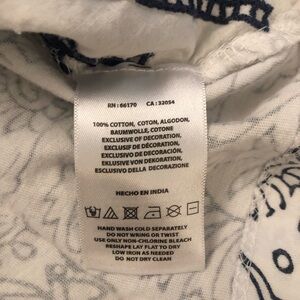 RN : 66170 CA : 32054
100% COTTON, COTON, ALGODON,
BAUMWOLLE, COTONE
EXCLUSIVE OF DECORATION,
EXCLUSIF DE DÉCORATION,
EXCLUSIVO DE DECORACIÓN,
EKLUSIVE VON DEKORATION,
ESCLUSIVO DELLA DECORAZIONE
HECHO EN INDIA
HAND WASH COLD SEPARATELY
DO NOT WRING OR TWIST
USE ONLY NON-CHLORINE BLEACH
RESHAPE LAY FLAT TO DRY
LOW IRON AS NEEDED
DO NOT DRY CLEAN